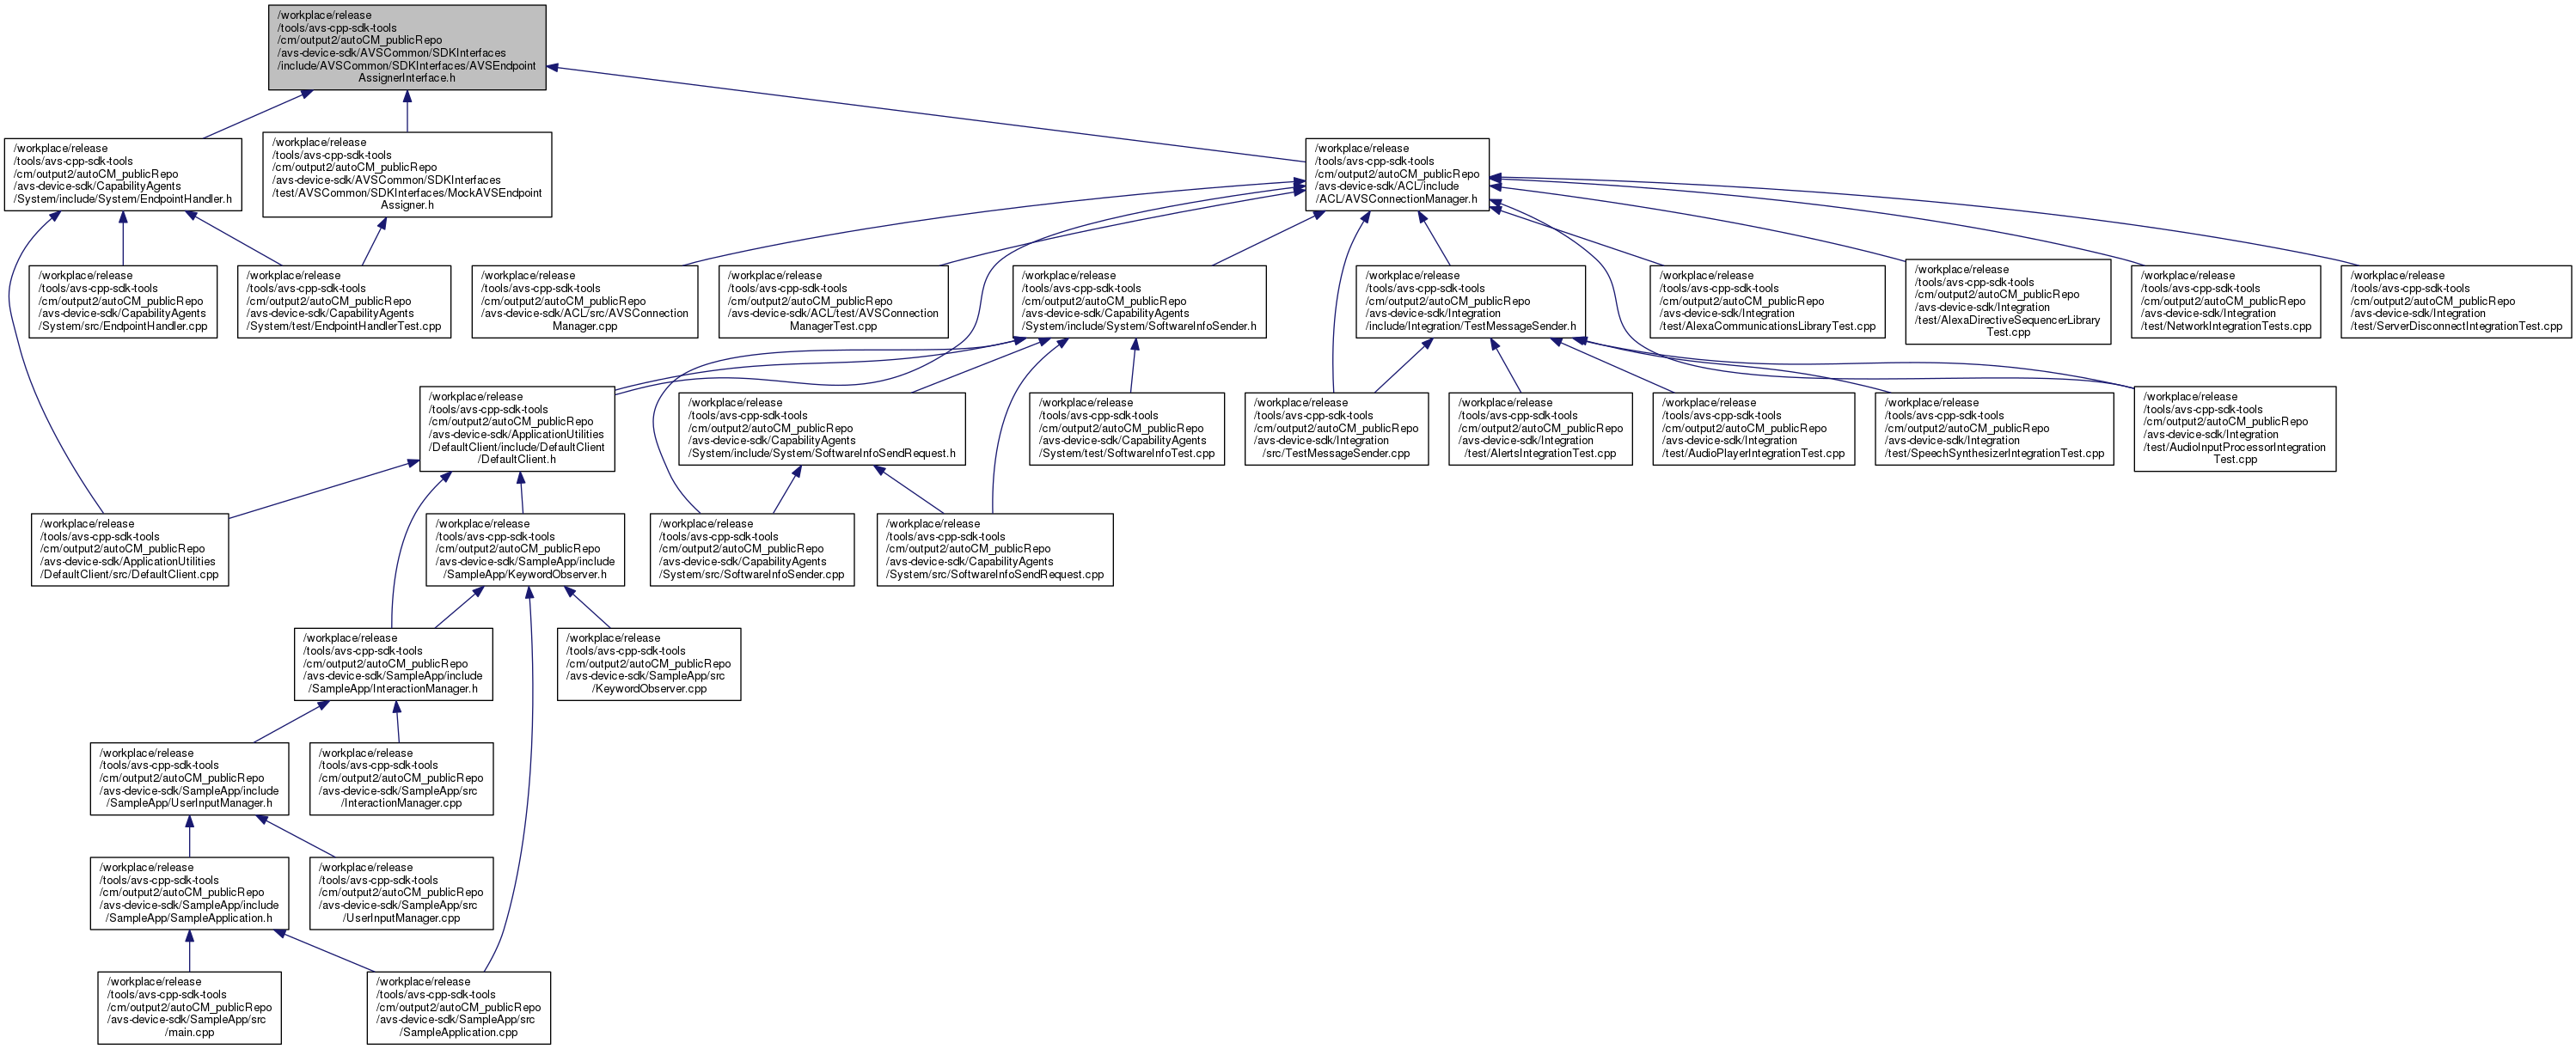 /workplace/release
/tools/avs-cpp-sdk-tools
/cm/output2/autoCM_publicRepo
/avs-device-sdk/AVSCommon/SDKInterfaces
/include/AVSCommon/SDKInterfaces/AVSEndpoint
AssignerInterface.h
/workplace/release
/tools/avs-cpp-sdk-tools
/cm/output2/autoCM_publicRepo
/avs-device-sdk/CapabilityAgents
/System/include/System/EndpointHandler.h
/workplace/release
/tools/avs-cpp-sdk-tools
/cm/output2/autoCM_publicRepo
/avs-device-sdk/AVSCommon/SDKInterfaces
/test/AVSCommon/SDKInterfaces/MockAVSEndpoint
Assigner.h
/workplace/release
/tools/avs-cpp-sdk-tools
/cm/output2/autoCM_publicRepo
/avs-device-sdk/ACL/include
/ACL/AVSConnectionManager.h
/workplace/release
/tools/avs-cpp-sdk-tools
/cm/output2/autoCM_publicRepo
/avs-device-sdk/CapabilityAgents
/System/src/EndpointHandler.cpp
/workplace/release
/tools/avs-cpp-sdk-tools
/cm/output2/autoCM_publicRepo
/avs-device-sdk/CapabilityAgents
/System/test/EndpointHandlerTest.cpp
/workplace/release
/tools/avs-cpp-sdk-tools
/cm/output2/autoCM_publicRepo
/avs-device-sdk/ACL/src/AVSConnection
Manager.cpp
/workplace/release
/tools/avs-cpp-sdk-tools
/cm/output2/autoCM_publicRepo
/avs-device-sdk/ACL/test/AVSConnection
ManagerTest.cpp
/workplace/release
/tools/avs-cpp-sdk-tools
/cm/output2/autoCM_publicRepo
/avs-device-sdk/CapabilityAgents
/System/include/System/SoftwareInfoSender.h
/workplace/release
/tools/avs-cpp-sdk-tools
/cm/output2/autoCM_publicRepo
/avs-device-sdk/Integration
/include/Integration/TestMessageSender.h
/workplace/release
/tools/avs-cpp-sdk-tools
/cm/output2/autoCM_publicRepo
/avs-device-sdk/Integration
/test/AlexaCommunicationsLibraryTest.cpp
/workplace/release
/tools/avs-cpp-sdk-tools
/cm/output2/autoCM_publicRepo
/avs-device-sdk/Integration
/test/AlexaDirectiveSequencerLibrary
Test.cpp
/workplace/release
/tools/avs-cpp-sdk-tools
/cm/output2/autoCM_publicRepo
/avs-device-sdk/Integration
/test/NetworkIntegrationTests.cpp
/workplace/release
/tools/avs-cpp-sdk-tools
/cm/output2/autoCM_publicRepo
/avs-device-sdk/Integration
/test/ServerDisconnectIntegrationTest.cpp
/workplace/release
/tools/avs-cpp-sdk-tools
/cm/output2/autoCM_publicRepo
/avs-device-sdk/ApplicationUtilities
/DefaultClient/include/DefaultClient
/DefaultClient.h
/workplace/release
/tools/avs-cpp-sdk-tools
/cm/output2/autoCM_publicRepo
/avs-device-sdk/CapabilityAgents
/System/include/System/SoftwareInfoSendRequest.h
/workplace/release
/tools/avs-cpp-sdk-tools
/cm/output2/autoCM_publicRepo
/avs-device-sdk/CapabilityAgents
/System/test/SoftwareInfoTest.cpp
/workplace/release
/tools/avs-cpp-sdk-tools
/cm/output2/autoCM_publicRepo
/avs-device-sdk/Integration
/src/TestMessageSender.cpp
/workplace/release
/tools/avs-cpp-sdk-tools
/cm/output2/autoCM_publicRepo
/avs-device-sdk/Integration
/test/AlertsIntegrationTest.cpp
/workplace/release
/tools/avs-cpp-sdk-tools
/cm/output2/autoCM_publicRepo
/avs-device-sdk/Integration
/test/AudioPlayerIntegrationTest.cpp
/workplace/release
/tools/avs-cpp-sdk-tools
/cm/output2/autoCM_publicRepo
/avs-device-sdk/Integration
/test/SpeechSynthesizerIntegrationTest.cpp
/workplace/release
/tools/avs-cpp-sdk-tools
/cm/output2/autoCM_publicRepo
/avs-device-sdk/Integration
/test/AudioInputProcessorIntegration
Test.cpp
/workplace/release
/tools/avs-cpp-sdk-tools
/cm/output2/autoCM_publicRepo
/avs-device-sdk/ApplicationUtilities
/DefaultClient/src/DefaultClient.cpp
/workplace/release
/tools/avs-cpp-sdk-tools
/cm/output2/autoCM_publicRepo
/avs-device-sdk/SampleApp/include
/SampleApp/KeywordObserver.h
/workplace/release
/tools/avs-cpp-sdk-tools
/cm/output2/autoCM_publicRepo
/avs-device-sdk/CapabilityAgents
/System/src/SoftwareInfoSender.cpp
/workplace/release
/tools/avs-cpp-sdk-tools
/cm/output2/autoCM_publicRepo
/avs-device-sdk/CapabilityAgents
/System/src/SoftwareInfoSendRequest.cpp
/workplace/release
/tools/avs-cpp-sdk-tools
/cm/output2/autoCM_publicRepo
/avs-device-sdk/SampleApp/include
/SampleApp/InteractionManager.h
/workplace/release
/tools/avs-cpp-sdk-tools
/cm/output2/autoCM_publicRepo
/avs-device-sdk/SampleApp/src
/KeywordObserver.cpp
/workplace/release
/tools/avs-cpp-sdk-tools
/cm/output2/autoCM_publicRepo
/avs-device-sdk/SampleApp/include
/SampleApp/UserInputManager.h
/workplace/release
/tools/avs-cpp-sdk-tools
/cm/output2/autoCM_publicRepo
/avs-device-sdk/SampleApp/src
/InteractionManager.cpp
/workplace/release
/tools/avs-cpp-sdk-tools
/cm/output2/autoCM_publicRepo
/avs-device-sdk/SampleApp/include
/SampleApp/SampleApplication.h
/workplace/release
/tools/avs-cpp-sdk-tools
/cm/output2/autoCM_publicRepo
/avs-device-sdk/SampleApp/src
/UserInputManager.cpp
/workplace/release
/tools/avs-cpp-sdk-tools
/cm/output2/autoCM_publicRepo
/avs-device-sdk/SampleApp/src
/main.cpp
/workplace/release
/tools/avs-cpp-sdk-tools
/cm/output2/autoCM_publicRepo
/avs-device-sdk/SampleApp/src
/SampleApplication.cpp